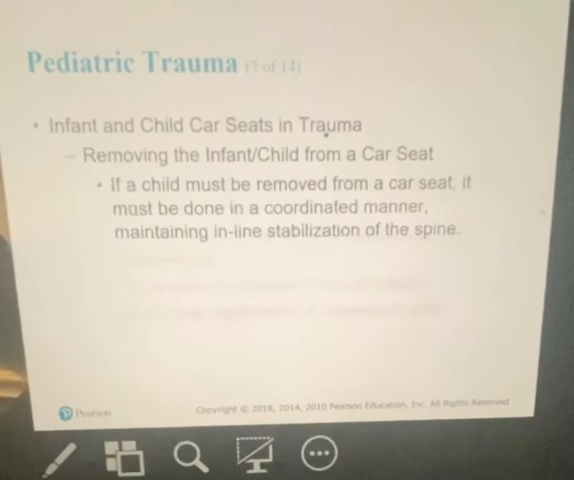 Pediatric Trauma of 14)
• Infant and Child Car Seats in Trauma
– Removing the Infant/Child from a Car Seat
• If a child must be removed from a car seat, it
must be done in a coordinated manner,
maintaining in-line stabilization of the spine.
Pearson
Copyright © 2018, 2014, 2010 Pearson Education, Inc. All Rights Reserved